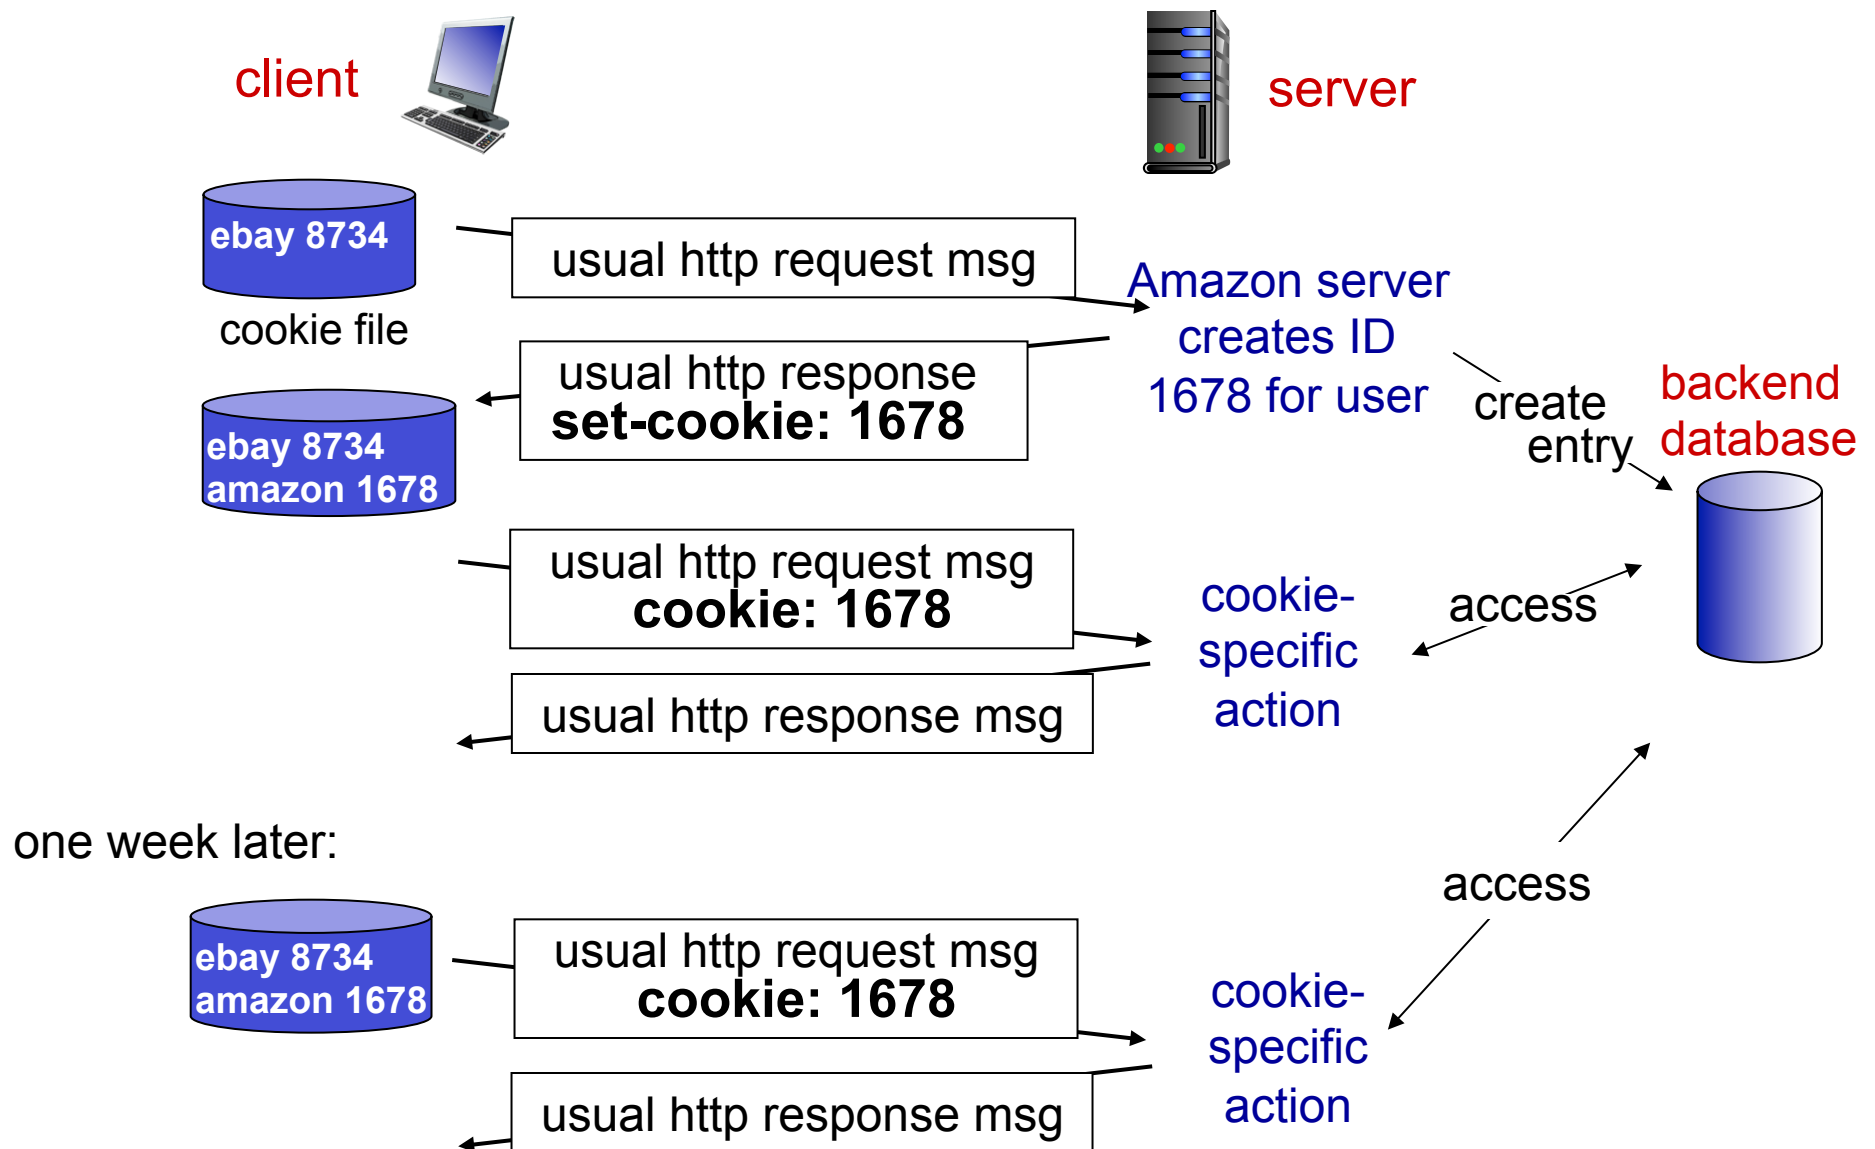 client
server
ebay 8734
cookie file
usual http request msg
Amazon server
creates ID
1678 for user
usual http response
set-cookie: 1678
create
entry
backend
database
ebay 8734
amazon 1678
usual http request msg
cookie: 1678
cookie-
specific
action
access
usual http response msg
one week later:
access
ebay 8734
amazon 1678
usual http request msg
cookie: 1678
cookie-
specific
action
usual http response msg